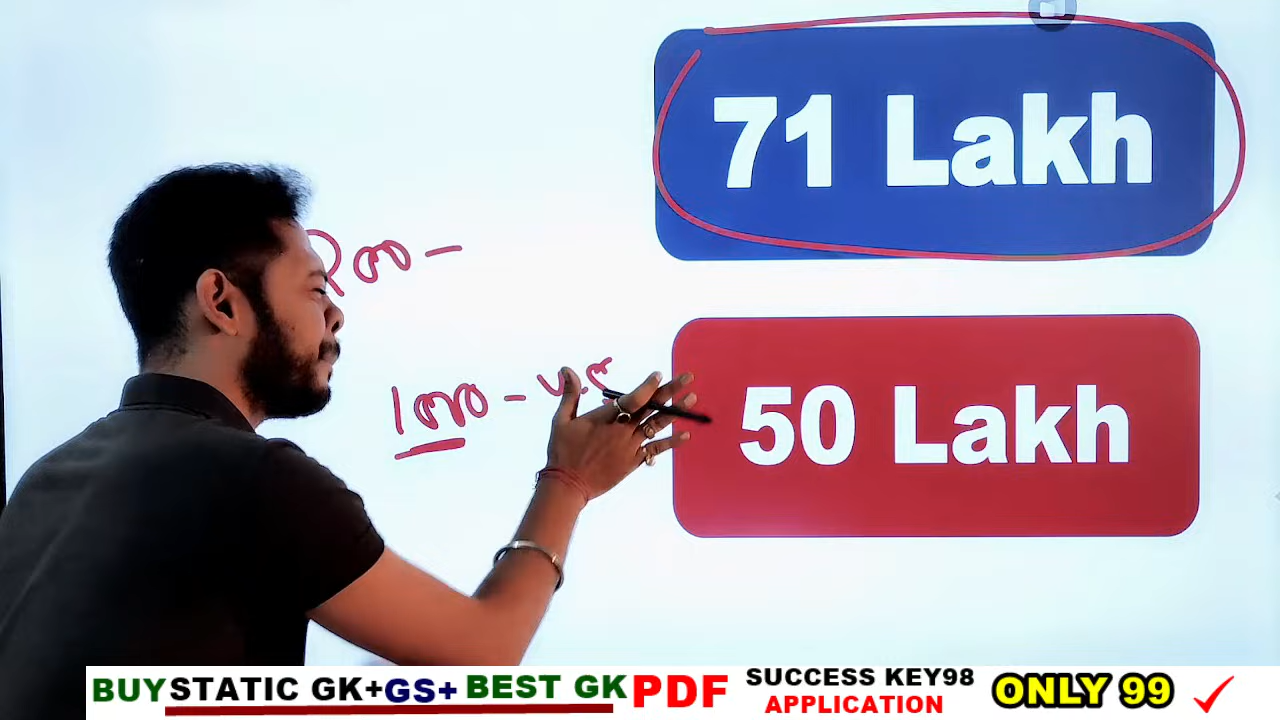 71 Lakh
50 Lakh
BUY STATIC GK+GS+ BEST GK PDF SUCCESS KEY98 APPLICATION ONLY 99